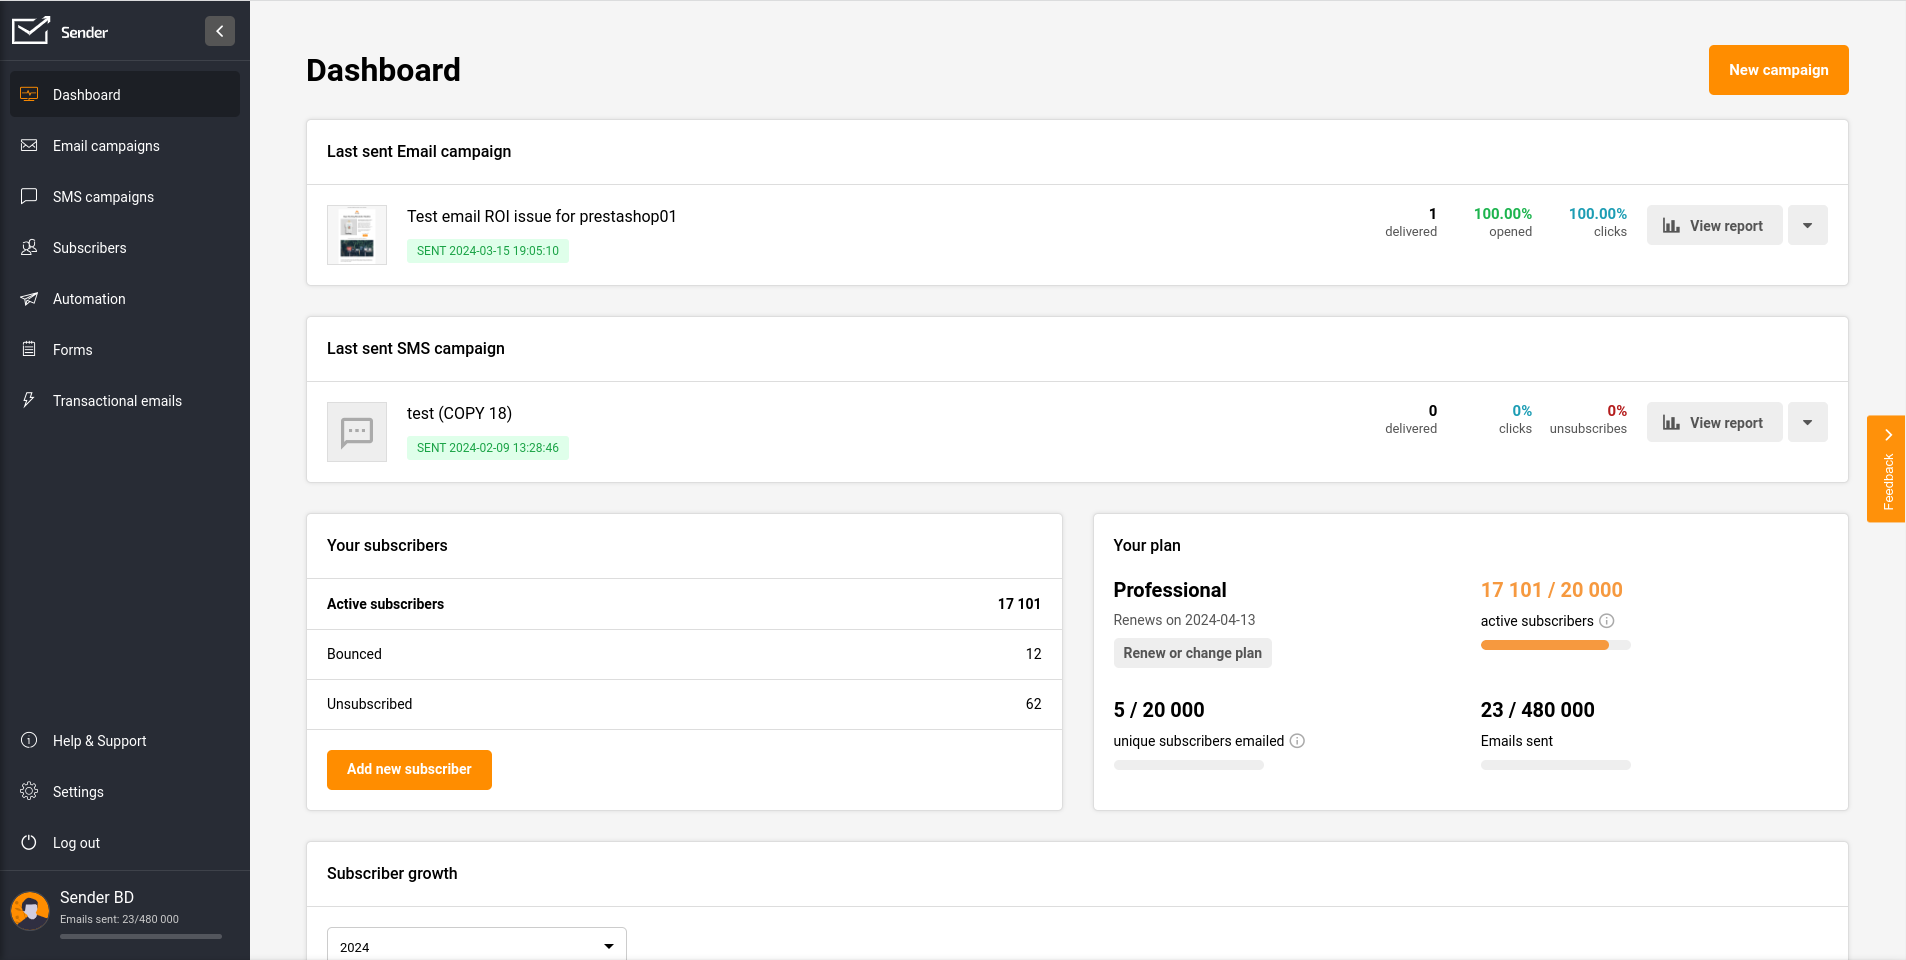 Sender
Dashboard
Email campaigns
SMS campaigns
Subscribers
Automation
Forms
Transactional emails
Help & Support
Settings
Log out
Sender BD
Emails sent: 23/480 000
Dashboard
New campaign
Last sent Email campaign
Test email ROI issue for prestashop01
SENT 2024-03-15 19:05:10
1
delivered
100.00%
opened
100.00%
clicks
View report
Last sent SMS campaign
test (COPY 18)
SENT 2024-02-09 13:28:46
0
delivered
0%
clicks
0%
unsubscribes
View report
Your subscribers
Active subscribers 17 101
Bounced 12
Unsubscribed 62
Add new subscriber
Your plan
Professional
Renews on 2024-04-13
Renew or change plan
17 101 / 20 000
active subscribers
5 / 20 000
unique subscribers emailed
23 / 480 000
Emails sent
Subscriber growth
2024
Feedback